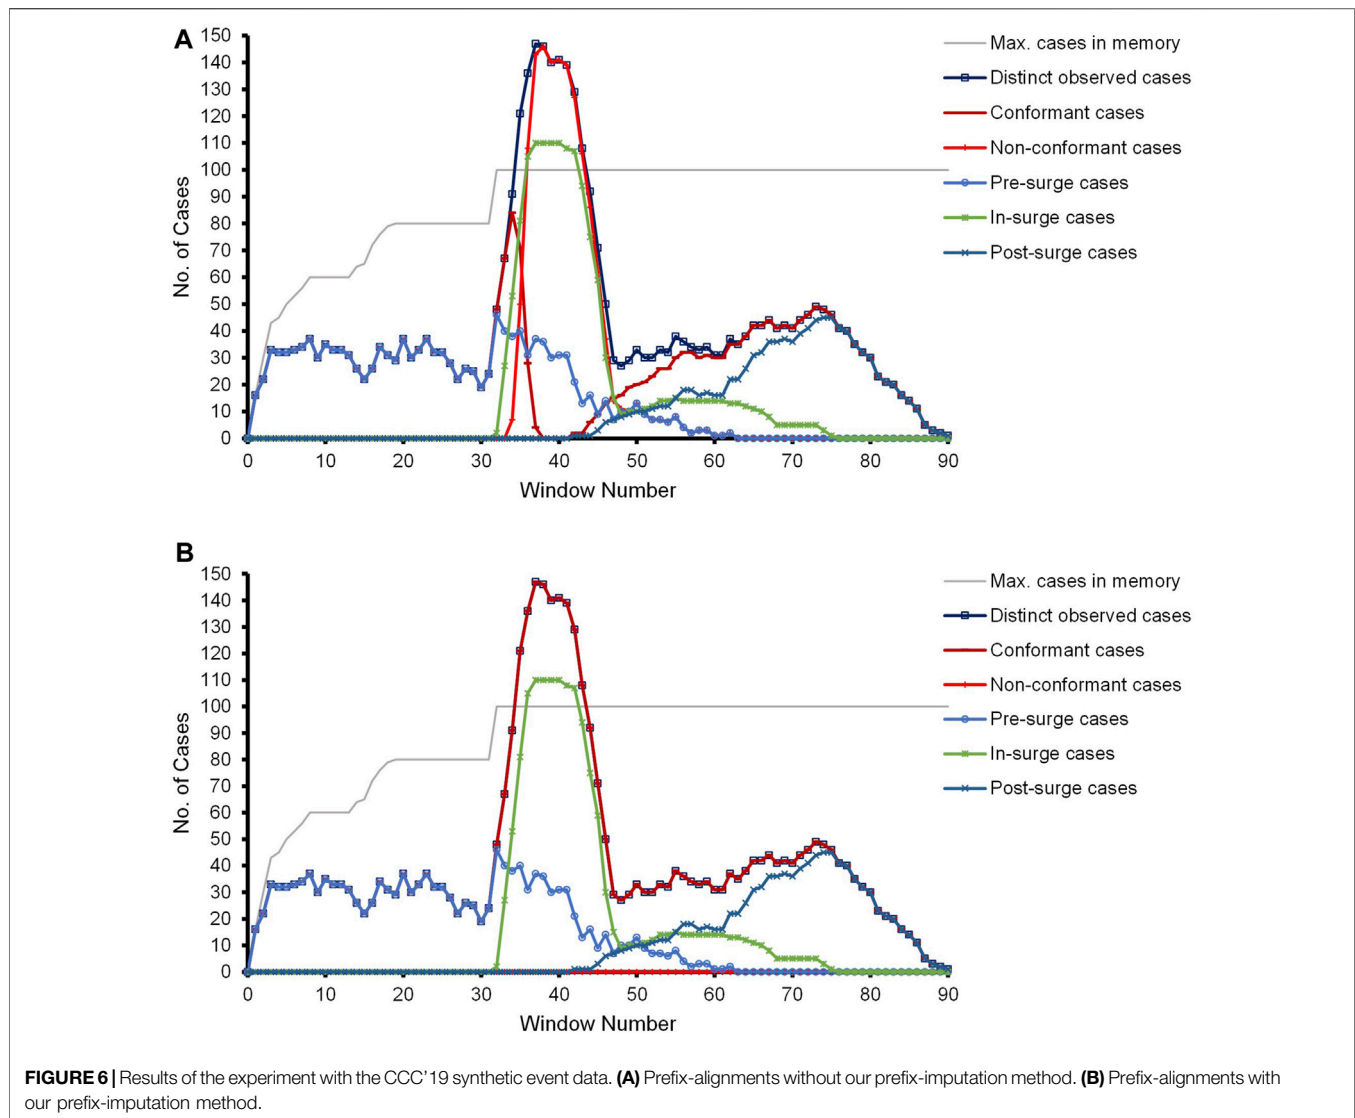 A
150
140
130
120
110
100
90
80
70
60
50
40
30
20
10
0
No. of Cases
0 10 20 30 40 50 60 70 80 90
Window Number
Max. cases in memory
Distinct observed cases
Conformant cases
Non-conformant cases
Pre-surge cases
In-surge cases
Post-surge cases
B
150
140
130
120
110
100
90
80
70
60
50
40
30
20
10
0
No. of Cases
0 10 20 30 40 50 60 70 80 90
Window Number
Max. cases in memory
Distinct observed cases
Conformant cases
Non-conformant cases
Pre-surge cases
In-surge cases
Post-surge cases
FIGURE 6 | Results of the experiment with the CCC’19 synthetic event data. (A) Prefix-alignments without our prefix-imputation method. (B) Prefix-alignments with
our prefix-imputation method.